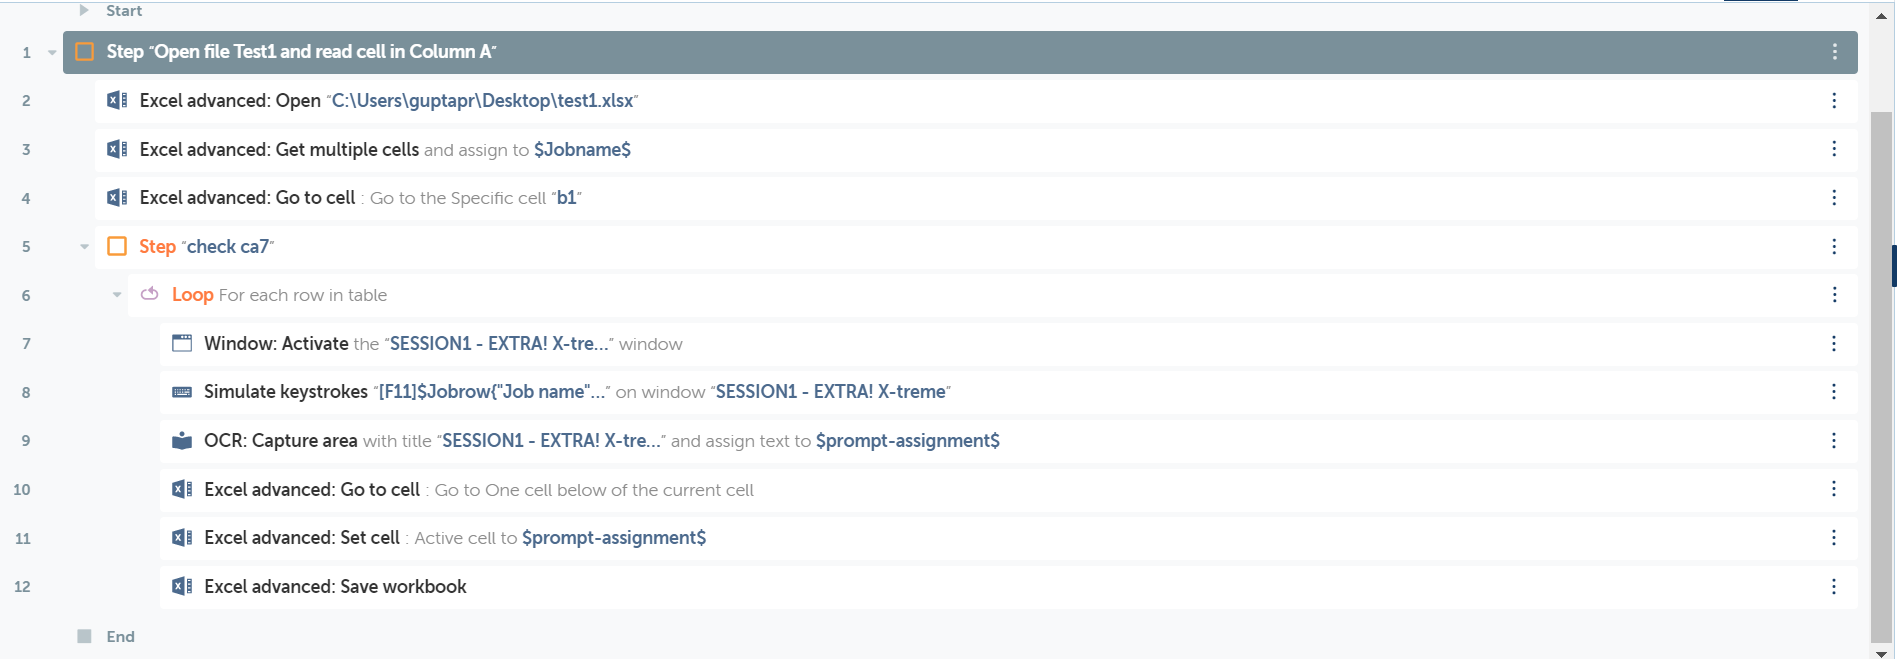 Start
1 Step “Open file Test1 and read cell in Column A”
2 Excel advanced: Open “C:\Users\guptapr\Desktop\test1.xlsx”
3 Excel advanced: Get multiple cells and assign to $Jobname$
4 Excel advanced: Go to cell : Go to the Specific cell “b1”
5 Step “check ca7”
6 Loop For each row in table
7 Window: Activate the “SESSION1 - EXTRA! X-tre...” window
8 Simulate keystrokes “[F11]$Jobrow{"Job name"...” on window “SESSION1 - EXTRA! X-treme”
9 OCR: Capture area with title “SESSION1 - EXTRA! X-tre...” and assign text to $prompt-assignment$
10 Excel advanced: Go to cell : Go to One cell below of the current cell
11 Excel advanced: Set cell : Active cell to $prompt-assignment$
12 Excel advanced: Save workbook
End